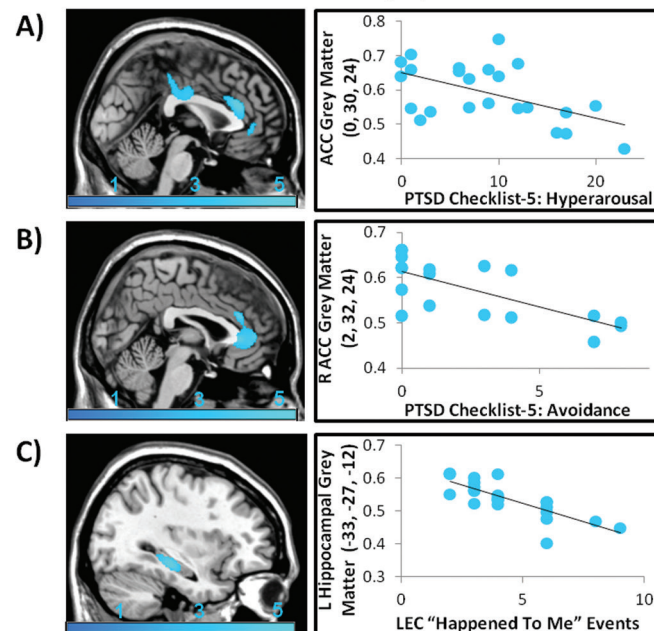 A)
1 3 5
ACC Grey Matter
(0, 30, 24)
0.8
0.7
0.6
0.5
0.4
0 10 20
PTSD Checklist-5: Hyperarousal
B)
1 3 5
R ACC Grey Matter
(2, 32, 24)
0.7
0.6
0.5
0.4
0 5
PTSD Checklist-5: Avoidance
C)
1 3 5
L Hippocampal Grey
Matter (-33, -27, -12)
0.7
0.6
0.5
0.4
0.3
0 5 10
LEC “Happened To Me” Events